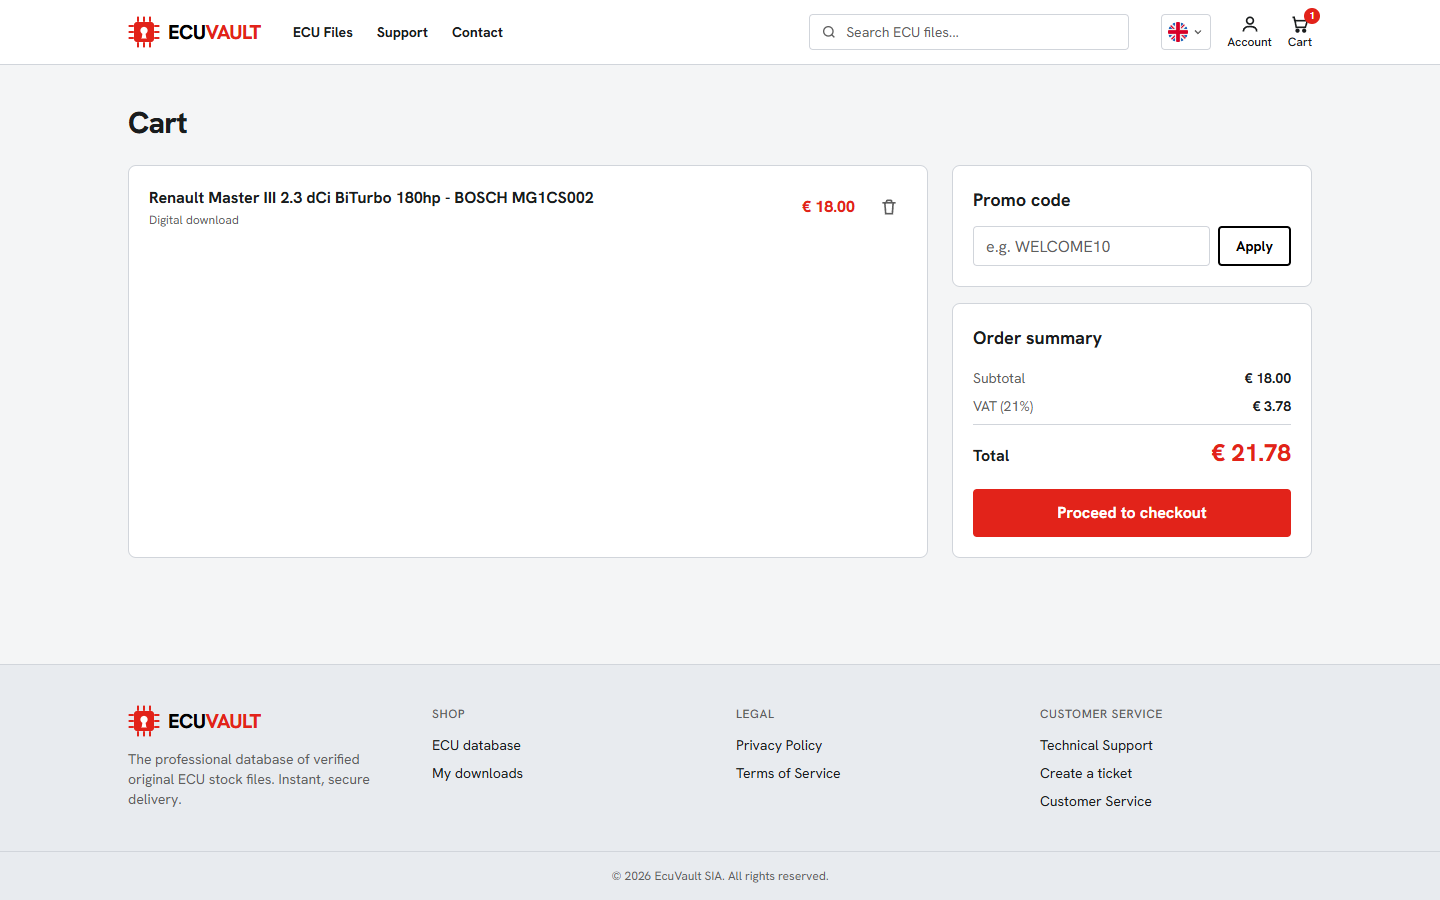 ECUVAULT
ECU Files
Support
Contact
Search ECU files...
Account
1
Cart
Cart
Renault Master III 2.3 dCi BiTurbo 180hp - BOSCH MG1CS002
Digital download
€ 18.00
Promo code
e.g. WELCOME10
Apply
Order summary
Subtotal € 18.00
VAT (21%) € 3.78
Total € 21.78
Proceed to checkout
ECUVAULT
The professional database of verified
original ECU stock files. Instant, secure
delivery.
SHOP
ECU database
My downloads
LEGAL
Privacy Policy
Terms of Service
CUSTOMER SERVICE
Technical Support
Create a ticket
Customer Service
© 2026 EcuVault SIA. All rights reserved.